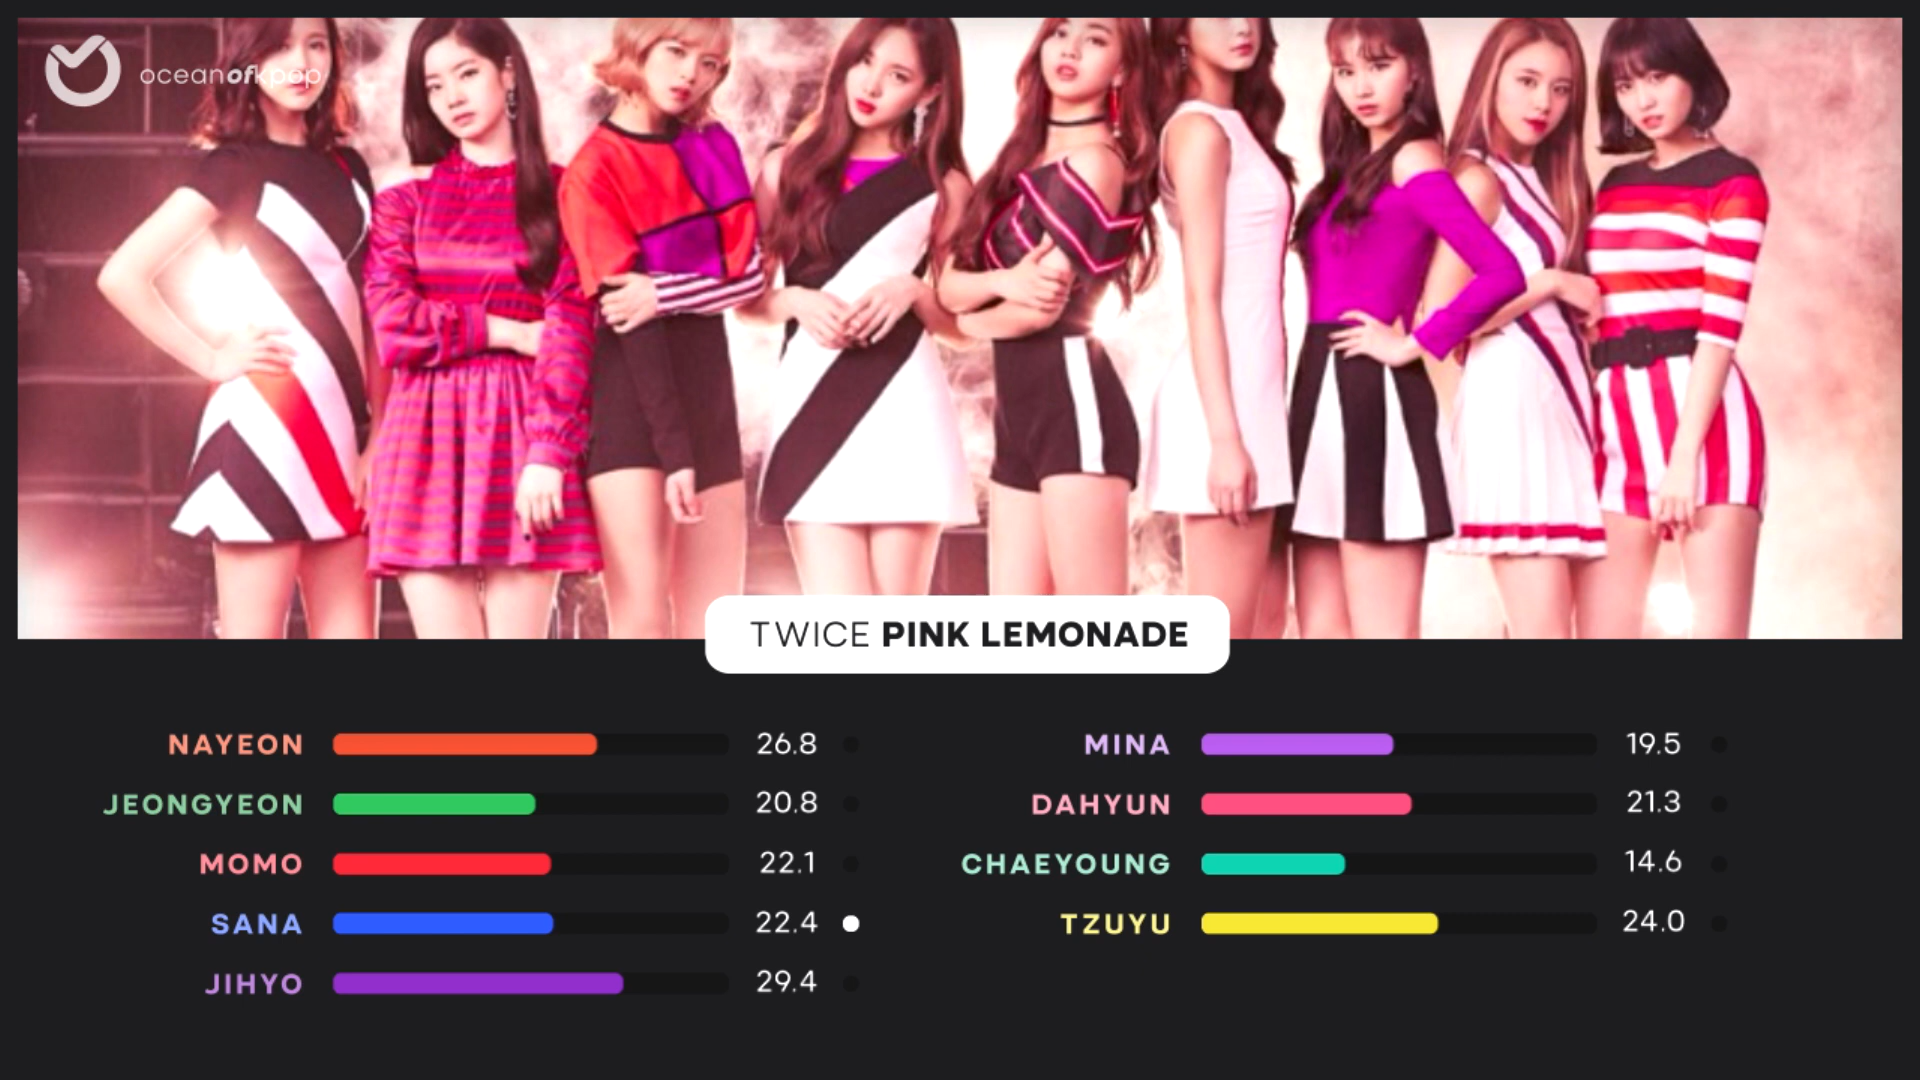 oceanofkpop
TWICE PINK LEMONADE
NAYEON 26.8
JEONGYEON 20.8
MOMO 22.1
SANA 22.4
JIHYO 29.4
MINA 19.5
DAHYUN 21.3
CHAEYOUNG 14.6
TZUYU 24.0